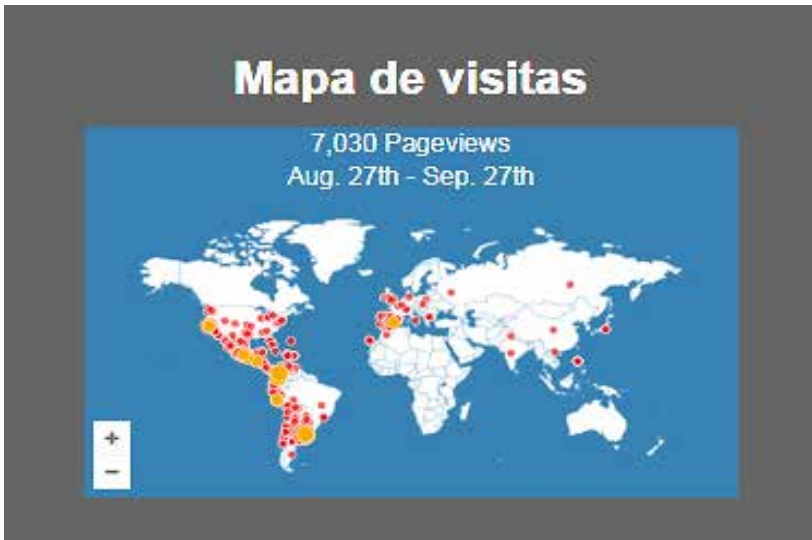 Mapa de visitas
7,030 Pageviews
Aug. 27th - Sep. 27th
+
−